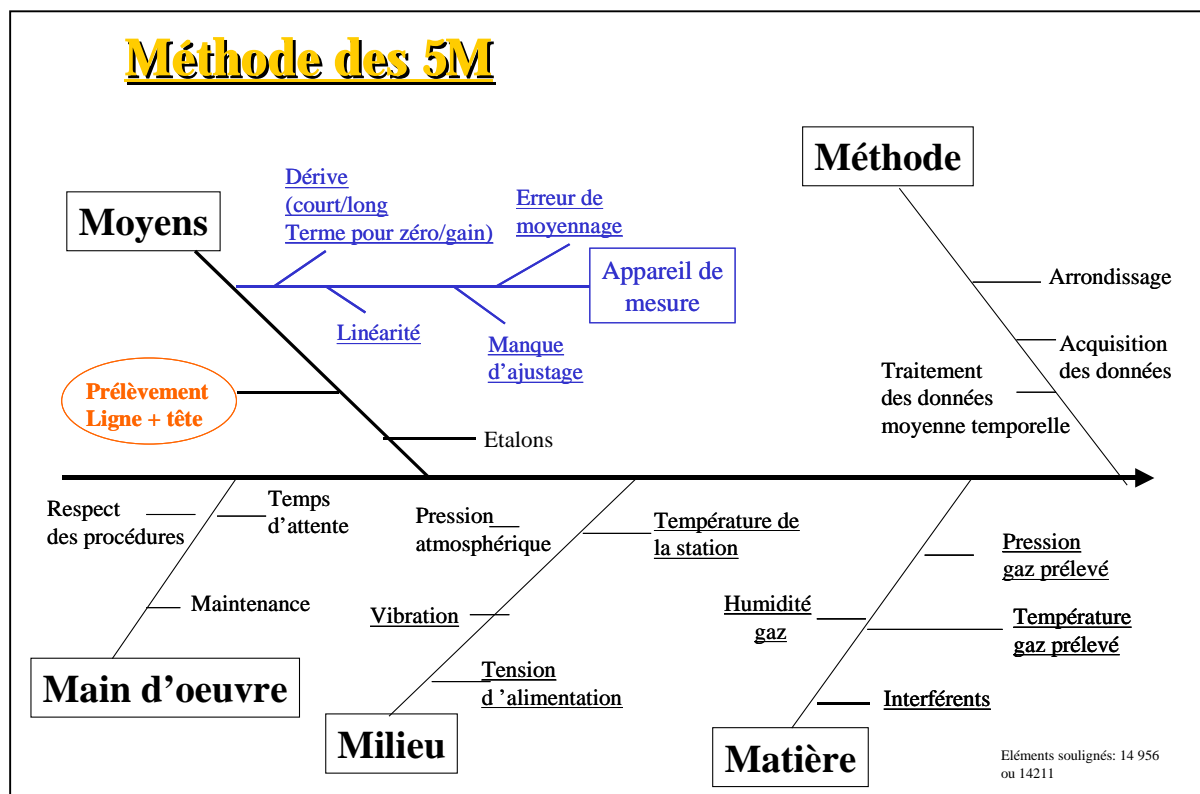 Méthode des 5M
Moyens
Dérive
(court/long
Terme pour zéro/gain)
Erreur de
moyennage
Appareil de
mesure
Linéarité
Manque
d’ajustage
Prélèvement
Ligne + tête
Etalons
Méthode
Arrondissage
Acquisition
des données
Traitement
des données
moyenne temporelle
Respect
des procédures
Temps
d’attente
Maintenance
Main d’oeuvre
Pression
atmosphérique
Température de
la station
Vibration
Tension
d ’alimentation
Milieu
Pression
gaz prélevé
Humidité
gaz
Température
gaz prélevé
Interférents
Matière
Eléments soulignés: 14 956
ou 14211